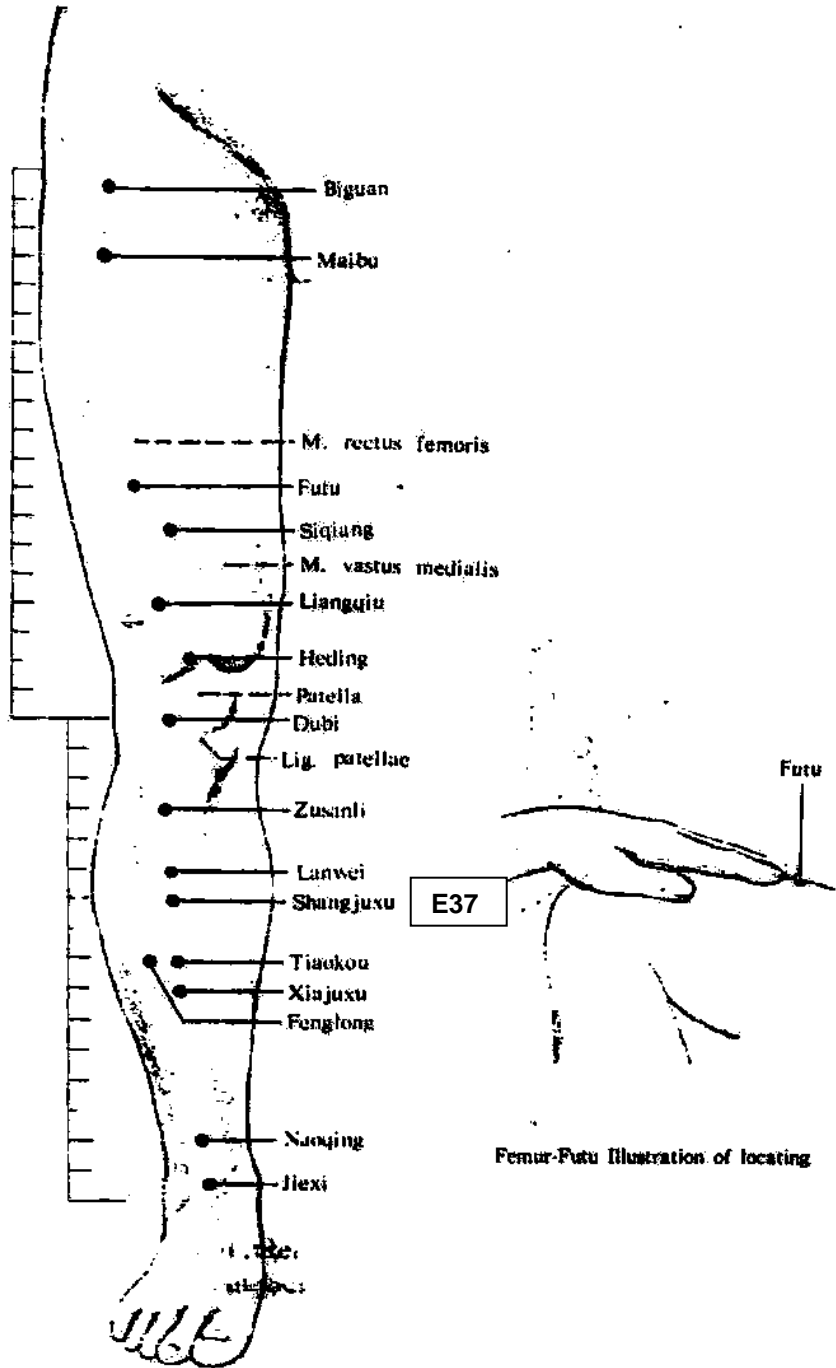 Biguan
Maibu
M. rectus femoris
Futu
Siqiang
M. vastus medialis
Liangqiu
Heding
Patella
Dubi
Lig. patellae
Zusanli
Lanwei
Shangjuxu
E37
Tiaokou
Xiajuxu
Fenglong
Naoqing
Jiexi
Futu
Femur-Futu Illustration of locating